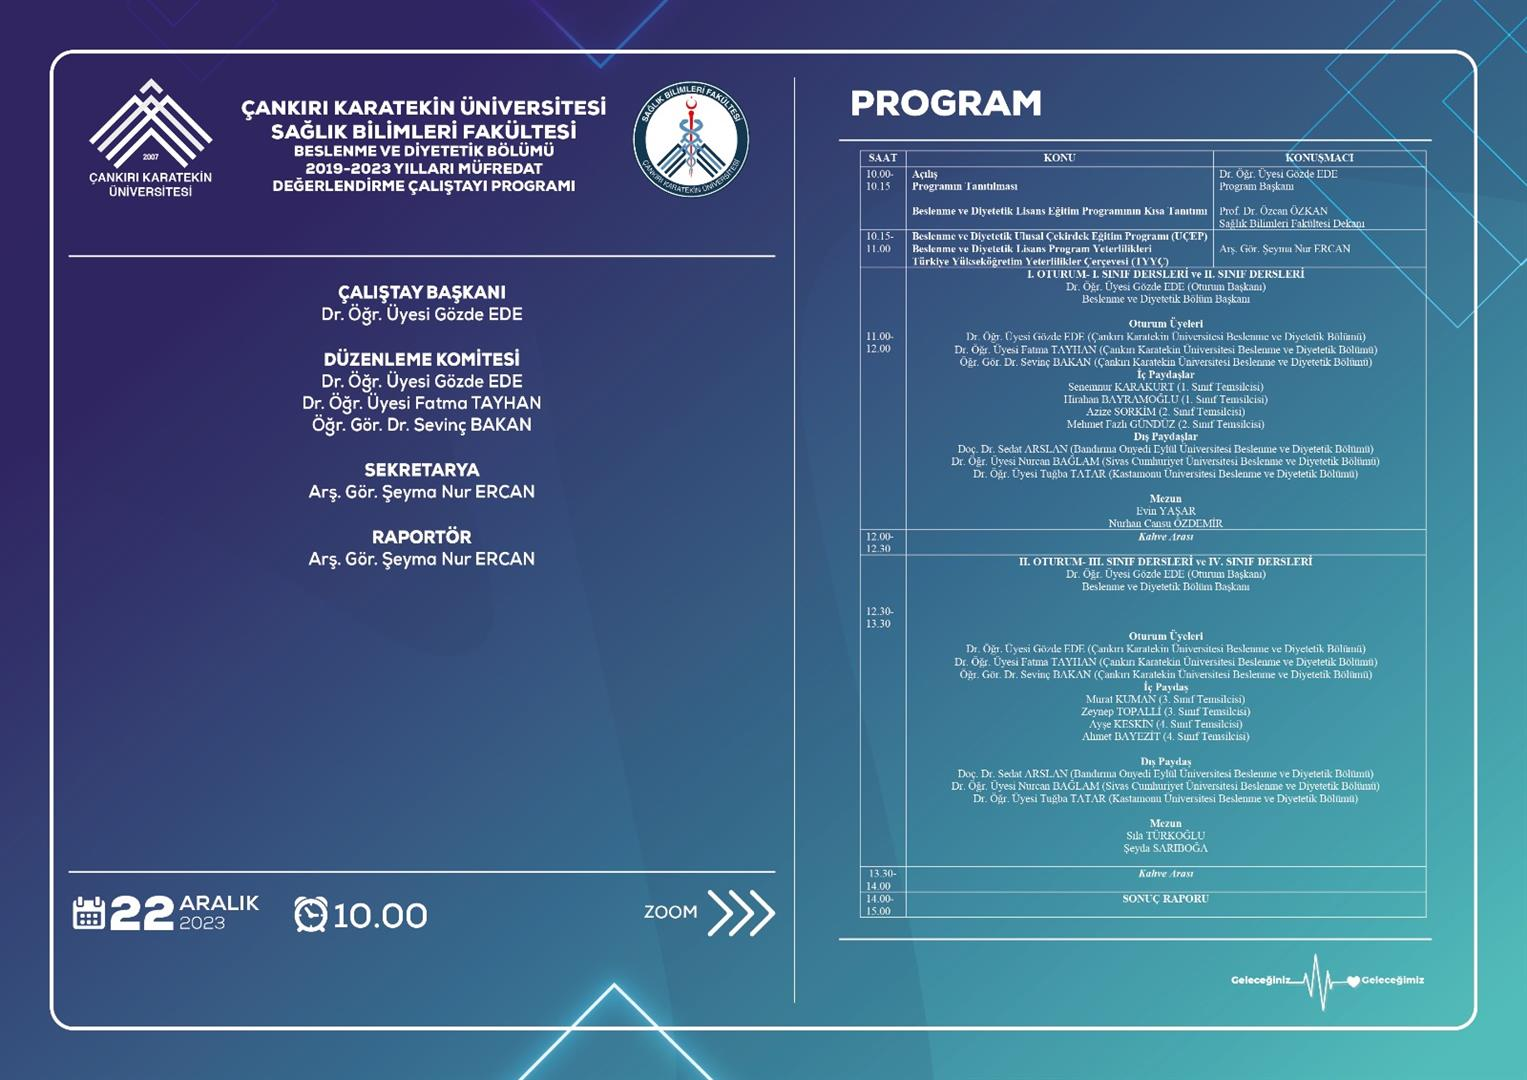 ÇANKIRI KARATEKİN ÜNİVERSİTESİ
SAĞLIK BİLİMLERİ FAKÜLTESİ
BESLENME VE DİYETETİK BÖLÜMÜ
2019-2023 YILLARI MÜFREDAT
DEĞERLENDİRME ÇALIŞTAYI PROGRAMI
2007
ÇANKIRI KARATEKİN
ÜNİVERSİTESİ
SAĞLIK BİLİMLERİ FAKÜLTESİ
ÇANKIRI KARATEKİN ÜNİVERSİTESİ
ÇALIŞTAY BAŞKANI
Dr. Öğr. Üyesi Gözde EDE
DÜZENLEME KOMİTESİ
Dr. Öğr. Üyesi Gözde EDE
Dr. Öğr. Üyesi Fatma TAYHAN
Öğr. Gör. Dr. Sevinç BAKAN
SEKRETARYA
Arş. Gör. Şeyma Nur ERCAN
RAPORTÖR
Arş. Gör. Şeyma Nur ERCAN
22 ARALIK
2023
10.00
ZOOM
PROGRAM
SAAT KONU KONUŞMACI
10.00- Açılış Dr. Öğr. Üyesi Gözde EDE
10.15 Programın Tanıtılması Program Başkanı
Beslenme ve Diyetetik Lisans Eğitim Programının Kısa Tanıtımı Prof. Dr. Özcan ÖZKAN
Sağlık Bilimleri Fakültesi Dekanı
10.15- Beslenme ve Diyetetik Ulusal Çekirdek Eğitim Programı (UÇEP)
11.00 Beslenme ve Diyetetik Lisans Program Yeterlilikleri Arş. Gör. Şeyma Nur ERCAN
Türkiye Yükseköğretim Yeterlilikler Çerçevesi (TYYÇ)
I. OTURUM- I. SINIF DERSLERİ ve II. SINIF DERSLERİ
Dr. Öğr. Üyesi Gözde EDE (Oturum Başkanı)
Beslenme ve Diyetetik Bölüm Başkanı
Oturum Üyeleri
11.00- Dr. Öğr. Üyesi Gözde EDE (Çankırı Karatekin Üniversitesi Beslenme ve Diyetetik Bölümü)
12.00 Dr. Öğr. Üyesi Fatma TAYHAN (Çankırı Karatekin Üniversitesi Beslenme ve Diyetetik Bölümü)
Öğr. Gör. Dr. Sevinç BAKAN (Çankırı Karatekin Üniversitesi Beslenme ve Diyetetik Bölümü)
İç Paydaşlar
Senemnur KARAKURT (1. Sınıf Temsilcisi)
Hirahan BAYRAMOĞLU (1. Sınıf Temsilcisi)
Azize SORKİM (2. Sınıf Temsilcisi)
Mehmet Fazlı GÜNDÜZ (2. Sınıf Temsilcisi)
Dış Paydaşlar
Doç. Dr. Sedat ARSLAN (Bandırma Onyedi Eylül Üniversitesi Beslenme ve Diyetetik Bölümü)
Dr. Öğr. Üyesi Nurcan BAĞLAM (Sivas Cumhuriyet Üniversitesi Beslenme ve Diyetetik Bölümü)
Dr. Öğr. Üyesi Tuğba TATAR (Kastamonu Üniversitesi Beslenme ve Diyetetik Bölümü)
Mezun
Evin YAŞAR
Nurhan Cansu ÖZDEMİR
12.00- Kahve Arası
12.30
II. OTURUM- III. SINIF DERSLERİ ve IV. SINIF DERSLERİ
Dr. Öğr. Üyesi Gözde EDE (Oturum Başkanı)
Beslenme ve Diyetetik Bölüm Başkanı
12.30-
13.30
Oturum Üyeleri
Dr. Öğr. Üyesi Gözde EDE (Çankırı Karatekin Üniversitesi Beslenme ve Diyetetik Bölümü)
Dr. Öğr. Üyesi Fatma TAYHAN (Çankırı Karatekin Üniversitesi Beslenme ve Diyetetik Bölümü)
Öğr. Gör. Dr. Sevinç BAKAN (Çankırı Karatekin Üniversitesi Beslenme ve Diyetetik Bölümü)
İç Paydaş
Murat KUMAN (3. Sınıf Temsilcisi)
Zeynep TOPALLİ (3. Sınıf Temsilcisi)
Ayşe KESKİN (4. Sınıf Temsilcisi)
Ahmet BAYEZİT (4. Sınıf Temsilcisi)
Dış Paydaş
Doç. Dr. Sedat ARSLAN (Bandırma Onyedi Eylül Üniversitesi Beslenme ve Diyetetik Bölümü)
Dr. Öğr. Üyesi Nurcan BAĞLAM (Sivas Cumhuriyet Üniversitesi Beslenme ve Diyetetik Bölümü)
Dr. Öğr. Üyesi Tuğba TATAR (Kastamonu Üniversitesi Beslenme ve Diyetetik Bölümü)
Mezun
Sıla TÜRKOĞLU
Şeyda SARIBOĞA
13.30- Kahve Arası
14.00
14.00- SONUÇ RAPORU
15.00
Geleceğiniz Geleceğimiz